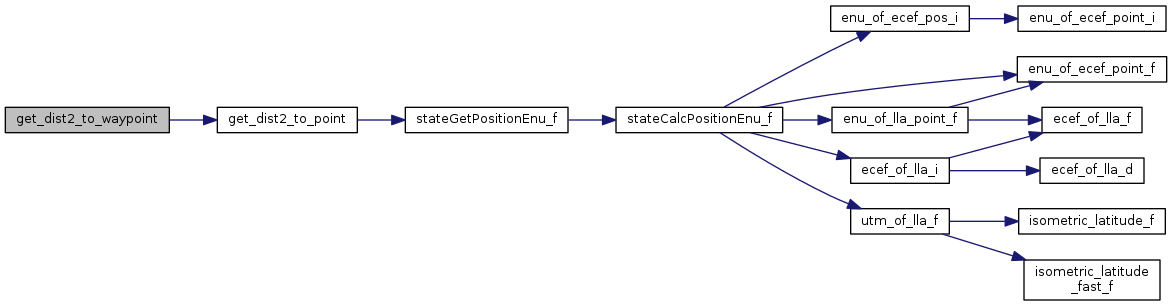 enu_of_ecef_pos_i
enu_of_ecef_point_i
enu_of_ecef_point_f
get_dist2_to_waypoint
get_dist2_to_point
stateGetPositionEnu_f
stateCalcPositionEnu_f
enu_of_lla_point_f
ecef_of_lla_f
ecef_of_lla_i
ecef_of_lla_d
utm_of_lla_f
isometric_latitude_f
isometric_latitude
_fast_f